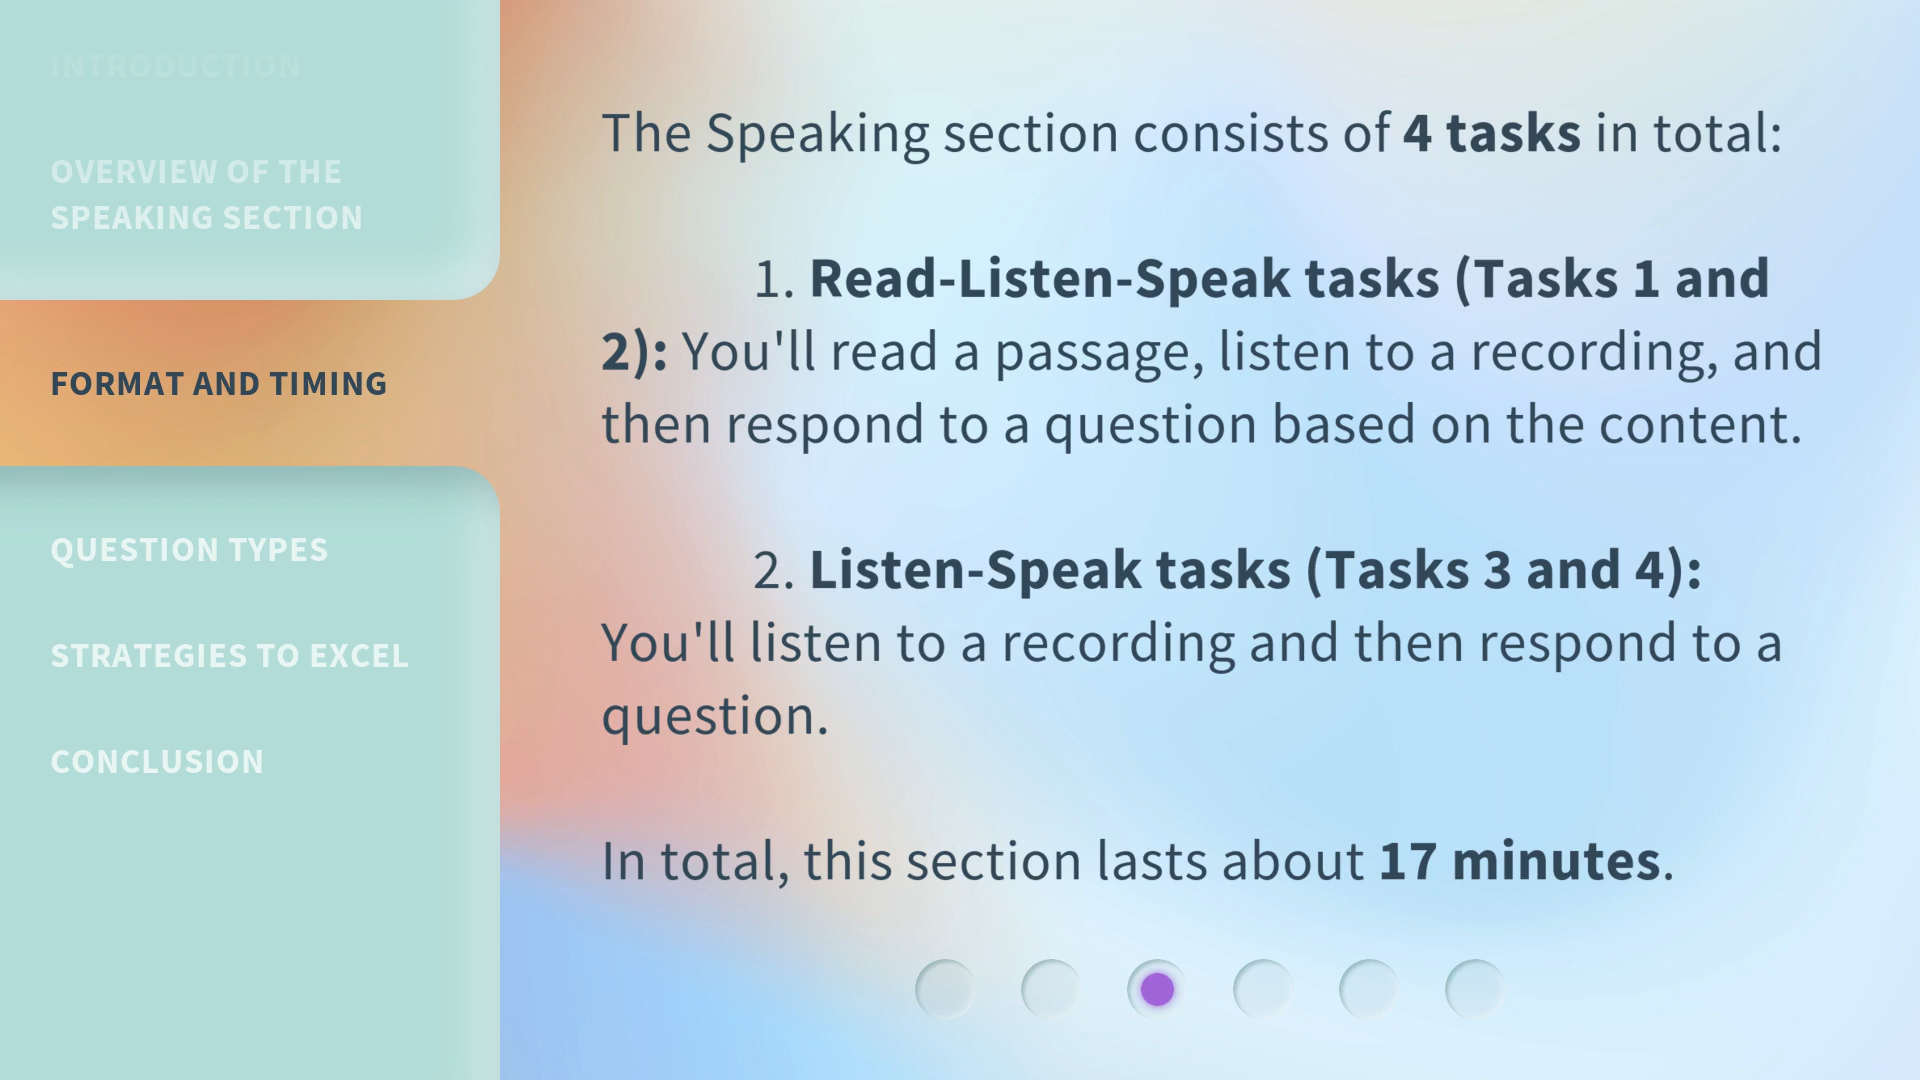 INTRODUCTION
OVERVIEW OF THE
SPEAKING SECTION
FORMAT AND TIMING
QUESTION TYPES
STRATEGIES TO EXCEL
CONCLUSION
The Speaking section consists of 4 tasks in total:
1. Read-Listen-Speak tasks (Tasks 1 and
2): You'll read a passage, listen to a recording, and
then respond to a question based on the content.
2. Listen-Speak tasks (Tasks 3 and 4):
You'll listen to a recording and then respond to a
question.
In total, this section lasts about 17 minutes.